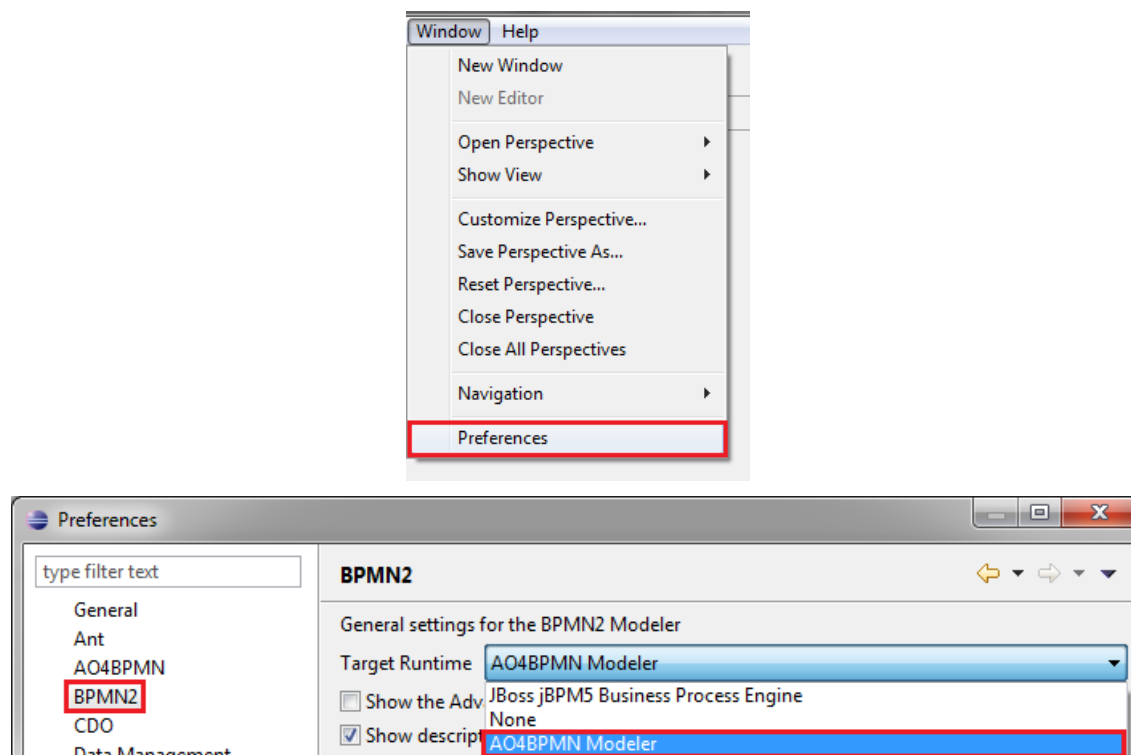 Window Help
New Window
New Editor
Open Perspective
Show View
Customize Perspective...
Save Perspective As...
Reset Perspective...
Close Perspective
Close All Perspectives
Navigation
Preferences
Preferences
type filter text
General
Ant
AO4BPMN
BPMN2
CDO
Data Management
BPMN2
General settings for the BPMN2 Modeler
Target Runtime AO4BPMN Modeler
Show the Adv
JBoss jBPM5 Business Process Engine
None
Show descript
AO4BPMN Modeler